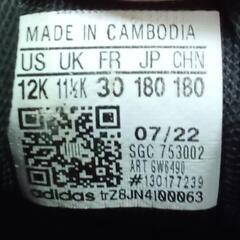 MADE IN CAMBODIA
US UK FR JP CHN
12K 11½K 30 180 180
07/22
SGC 753002
ART GW6490
#130177239
adidas trZ8JN4I00063